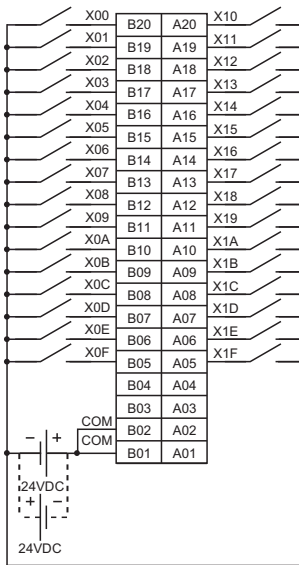 X00 B20 A20 X10
X01 B19 A19 X11
X02 B18 A18 X12
X03 B17 A17 X13
X04 B16 A16 X14
X05 B15 A15 X15
X06 B14 A14 X16
X07 B13 A13 X17
X08 B12 A12 X18
X09 B11 A11 X19
X0A B10 A10 X1A
X0B B09 A09 X1B
X0C B08 A08 X1C
X0D B07 A07 X1D
X0E B06 A06 X1E
X0F B05 A05 X1F
B04 A04
B03 A03
COM B02 A02
COM B01 A01
− +
24VDC
+ −
24VDC